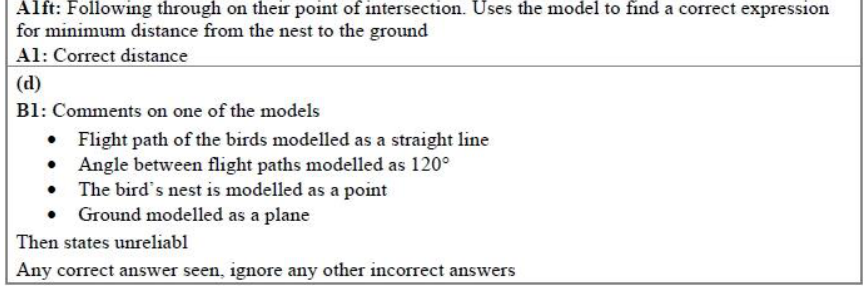 A1ft: Following through on their point of intersection. Uses the model to find a correct expression
for minimum distance from the nest to the ground
A1: Correct distance
(d)
B1: Comments on one of the models
• Flight path of the birds modelled as a straight line
• Angle between flight paths modelled as 120°
• The bird's nest is modelled as a point
• Ground modelled as a plane
Then states unreliabl
Any correct answer seen, ignore any other incorrect answers